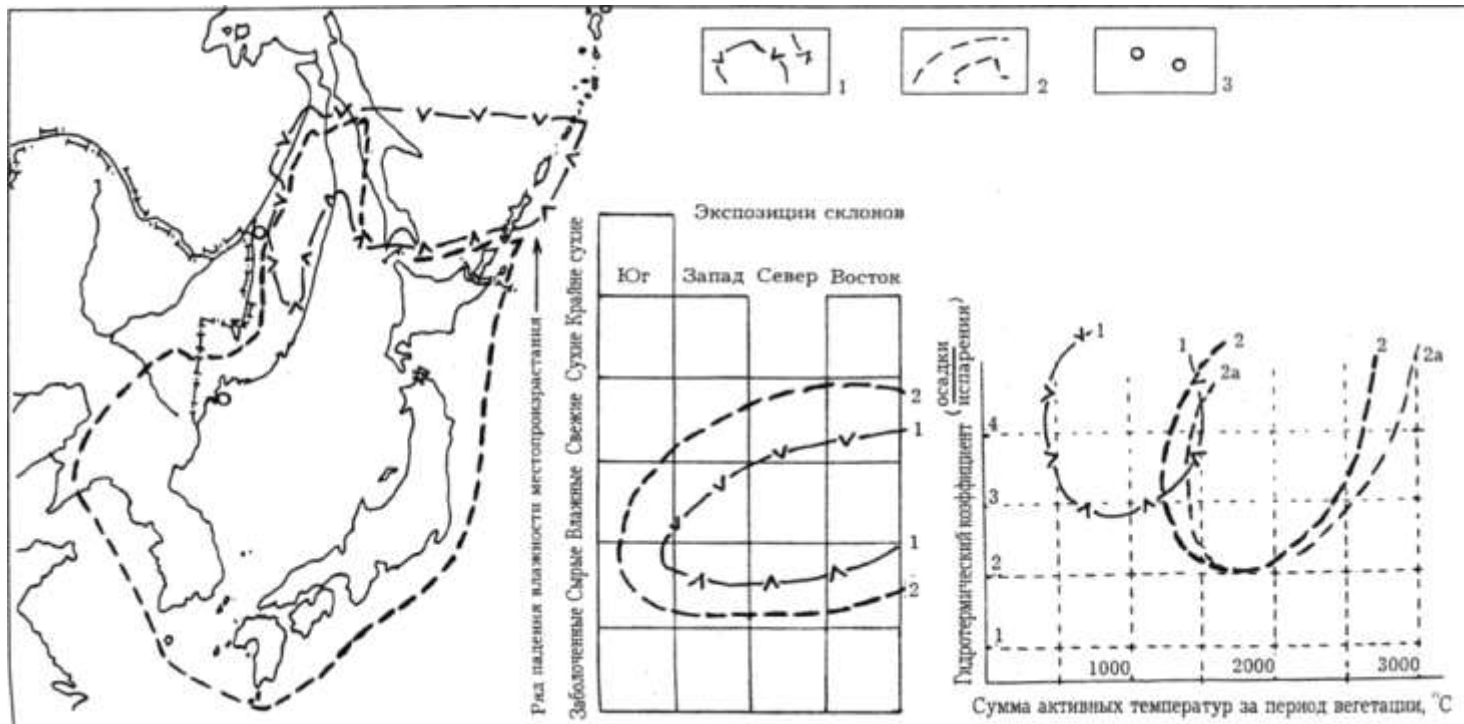 1
2
3
Экспозиции склонов
Юг Запад Север Восток
Ряд падения влажности местопроизрастания
Заболоченные Сырые Влажные Свежие Сухие Крайне сухие
2
1
1
2
Гидротермический коэффициент (осадки
испарения)
1
1
2
2а
2
2а
4
3
2
1
1000 2000 3000
Сумма активных температур за период вегетации, °С